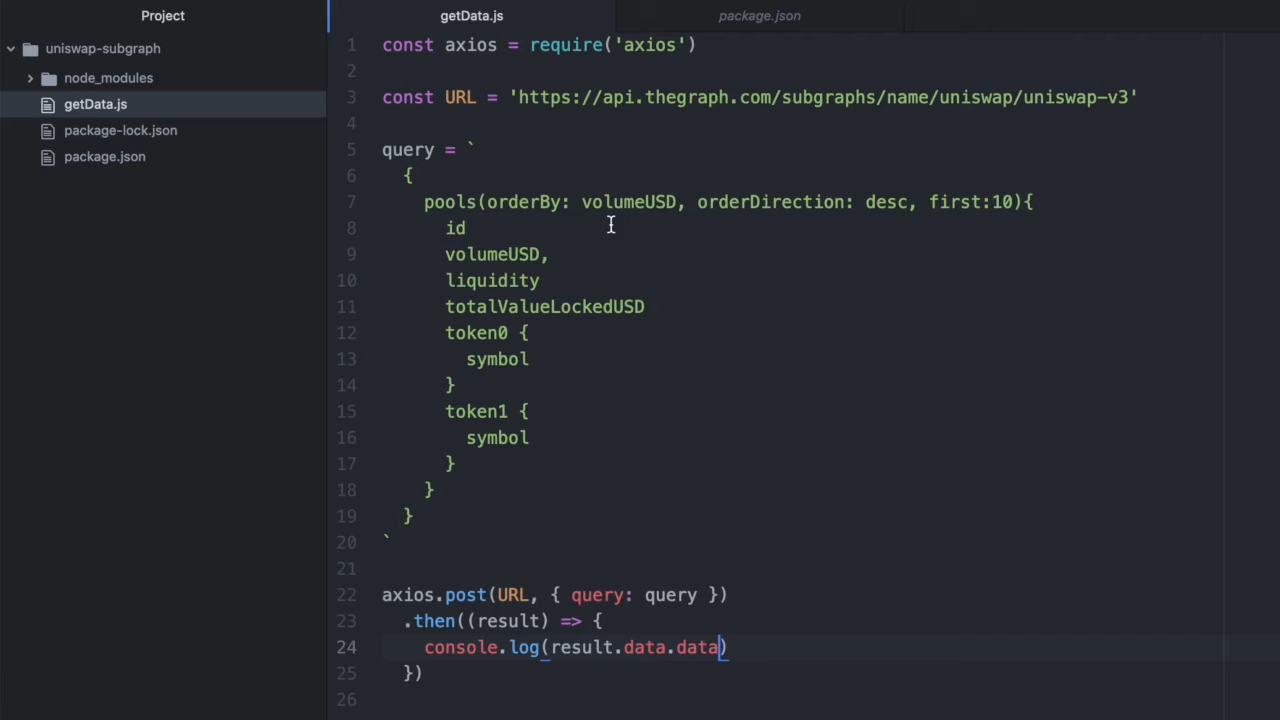 Project
uniswap-subgraph
node_modules
getData.js
package-lock.json
package.json
getData.js
package.json
1 const axios = require('axios')
2
3 const URL = 'https://api.thegraph.com/subgraphs/name/uniswap/uniswap-v3'
4
5 query = `
6 {
7 pools(orderBy: volumeUSD, orderDirection: desc, first:10){
8 id
9 volumeUSD,
10 liquidity
11 totalValueLockedUSD
12 token0 {
13 symbol
14 }
15 token1 {
16 symbol
17 }
18 }
19 }
20 `
21
22 axios.post(URL, { query: query })
23 .then((result) => {
24 console.log(result.data.data)
25 })
26